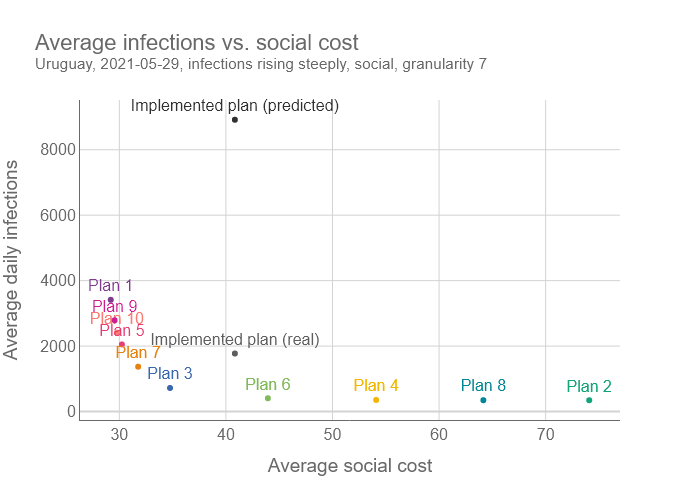 Average infections vs. social cost
Uruguay, 2021-05-29, infections rising steeply, social, granularity 7
Implemented plan (predicted)
8000
6000
4000
2000
0
Average daily infections
Plan 1
Plan 9
Plan 10
Plan 5
Implemented plan (real)
Plan 7
Plan 3
Plan 6
Plan 4
Plan 8
Plan 2
30
40
50
60
70
Average social cost